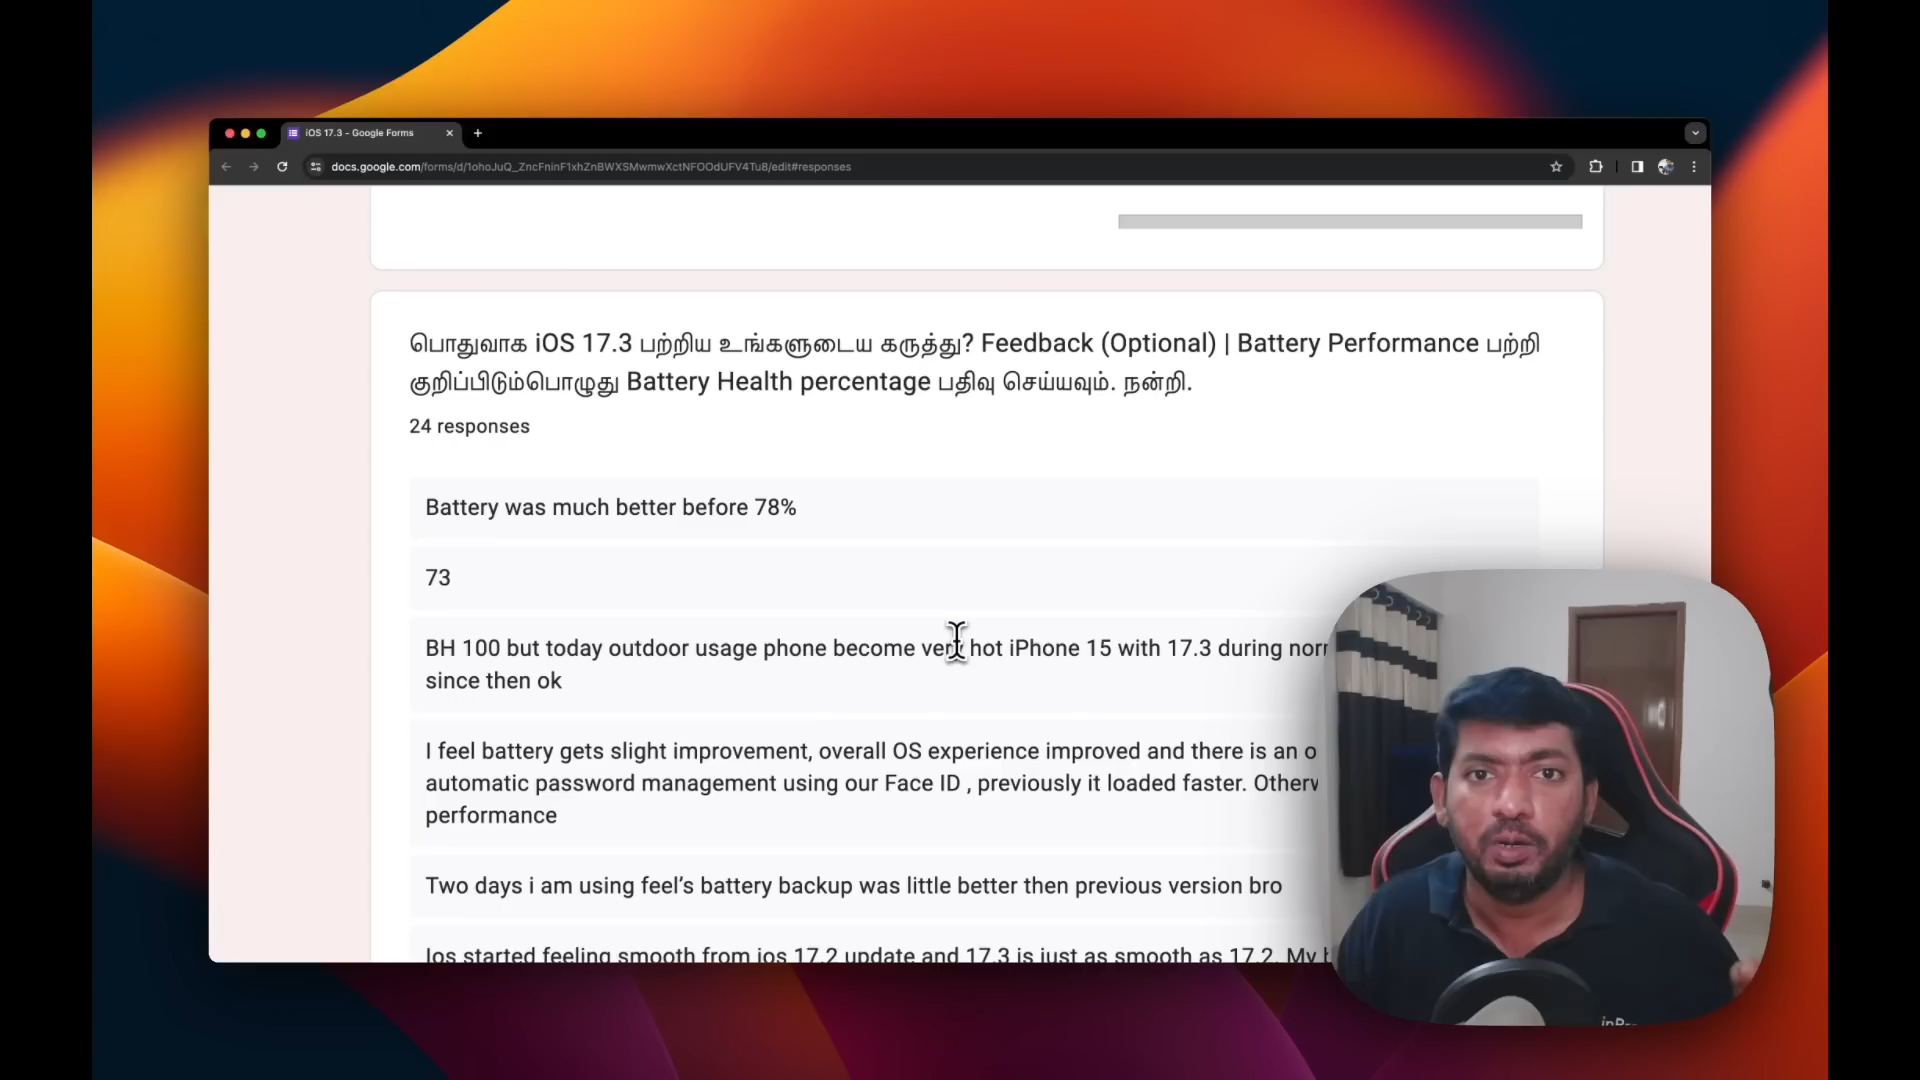 iOS 17.3 - Google Forms
docs.google.com/forms/d/1ohoJuQ_ZncFninF1xhZnBWXSMwmwXctNFOOdUFV4Tu8/edit#responses
பொதுவாக iOS 17.3 பற்றிய உங்களுடைய கருத்து? Feedback (Optional) | Battery Performance பற்றி
குறிப்பிடும்பொழுது Battery Health percentage பதிவு செய்யவும். நன்றி.
24 responses
Battery was much better before 78%
73
BH 100 but today outdoor usage phone become very hot iPhone 15 with 17.3 during
since then ok
I feel battery gets slight improvement, overall OS experience improved and there is an
automatic password management using our Face ID , previously it loaded faster.
performance
Two days i am using feel’s battery backup was little better then previous version bro
Ios started feeling smooth from ios 17.2 update and 17.3 is just as smooth as 17.2. My